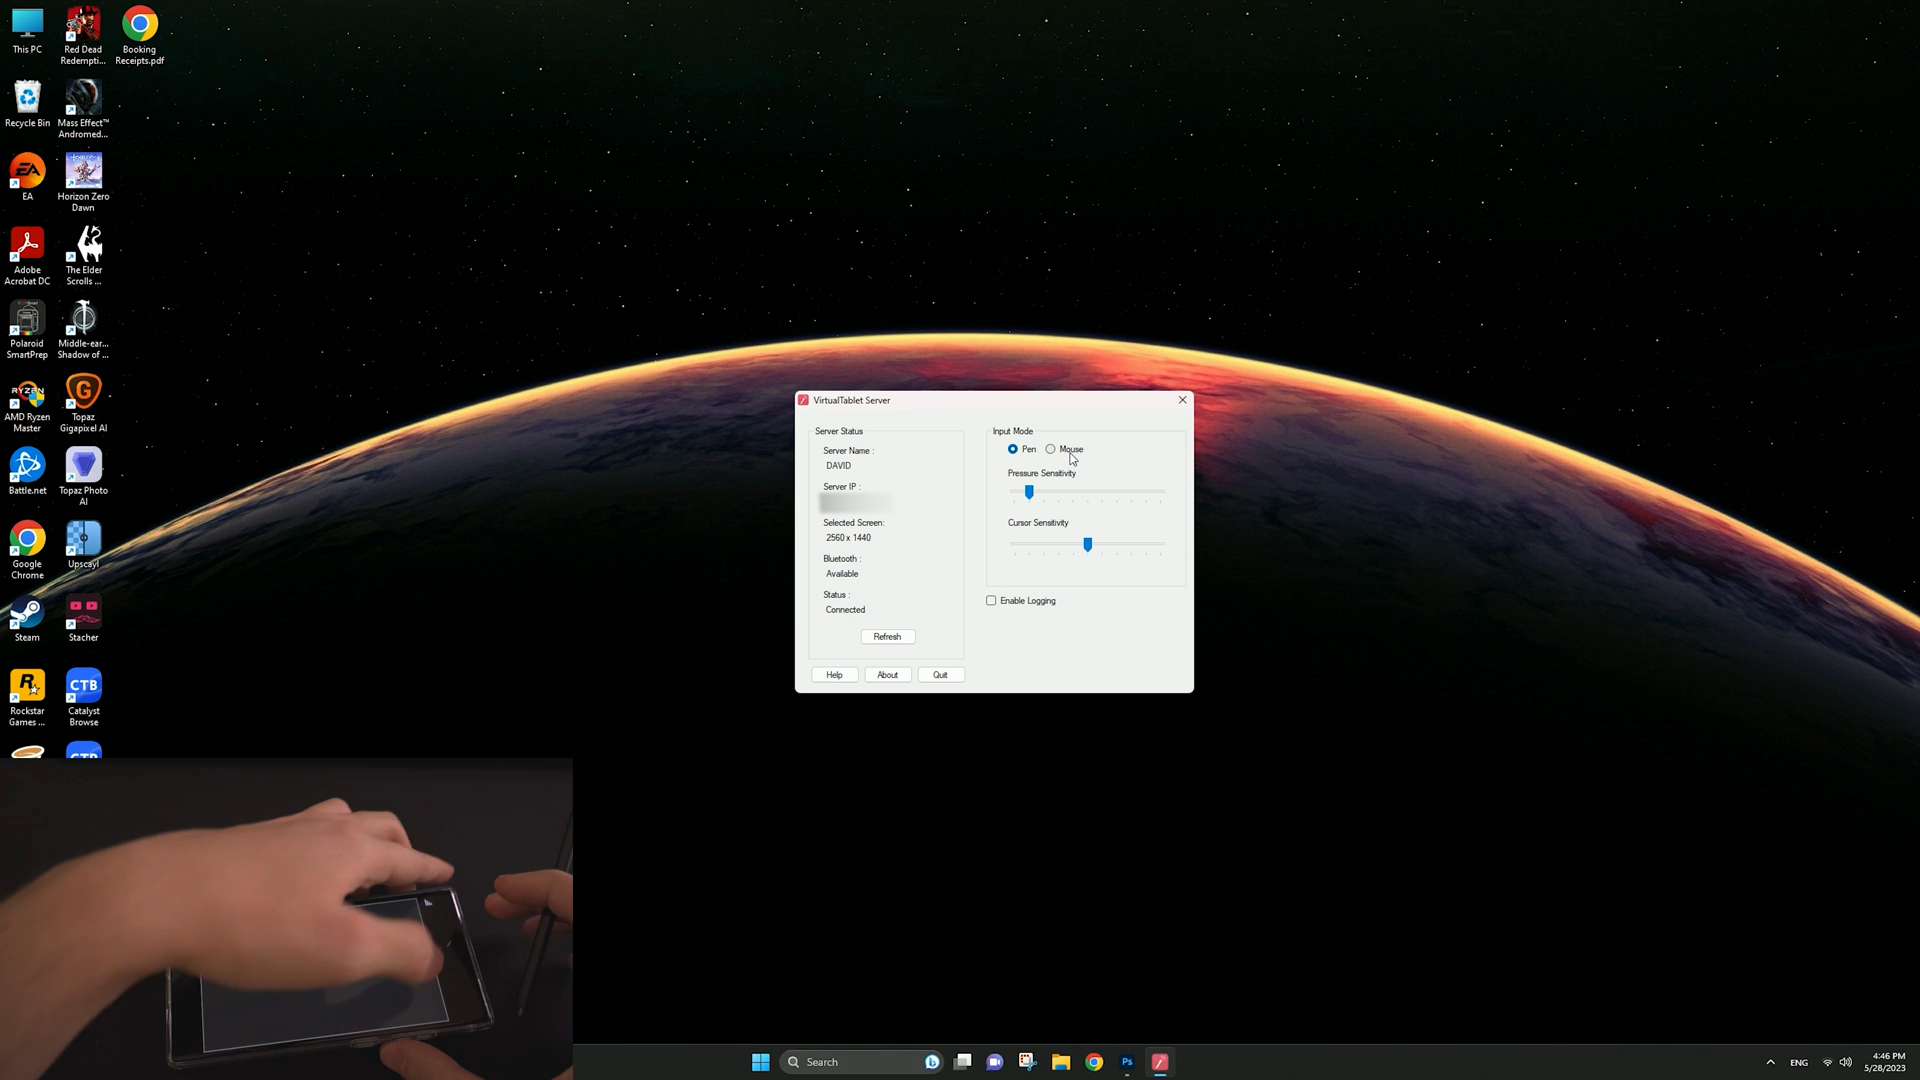 This PC
Red Dead
Redempti...
Booking
Receipts.pdf
Recycle Bin
Mass Effect™
Andromed...
EA
EA
Horizon Zero
Dawn
Adobe
Acrobat DC
The Elder
Scrolls ...
Polaroid
SmartPrep
Middle-ear...
Shadow of ...
RYZEN
AMD Ryzen
Master
G
Topaz
Gigapixel AI
Battle.net
Topaz Photo
AI
Google
Chrome
Upscayl
Steam
Stacher
R
Rockstar
Games ...
CTB
Catalyst
Browse
VirtualTablet Server
Server Status
Server Name :
DAVID
Server IP :
Selected Screen:
2560 x 1440
Bluetooth :
Available
Status :
Connected
Refresh
Help
About
Quit
Input Mode
Pen
Mouse
Pressure Sensitivity
Cursor Sensitivity
Enable Logging
Search
Ps
ENG
4:46 PM
5/28/2023